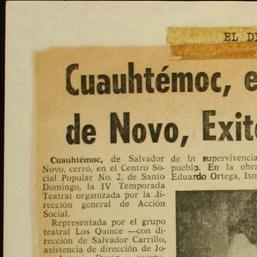 EL DI
Cuauhtémoc, e
de Novo, Exito
Cuauhtémoc, de Salvador
Novo, cerró, en el Centro So-
cial Popular No. 2, de Santo
Domingo, la IV Temporada
Teatral organizada por la di-
rección general de Acción
Social.
Representada por el grupo
teatral Los Quince —con di-
rección de Salvador Carrillo,
asistencia de dirección de Jo-
de la supervivencia
pueblo. En la obra
Eduardo Ortega, Ism